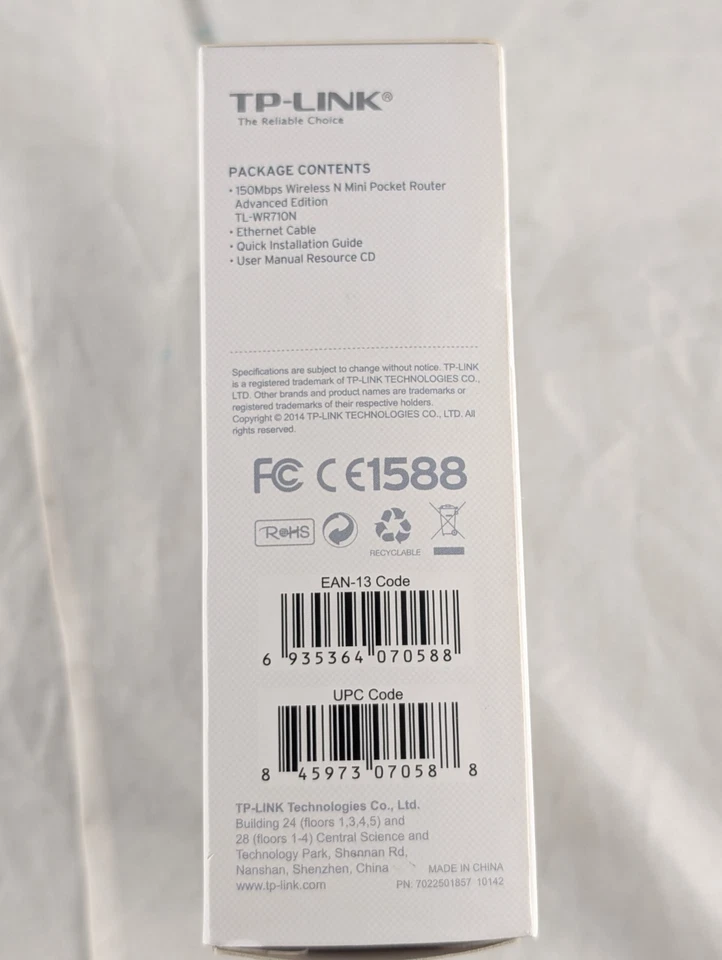 TP-LINK®
The Reliable Choice
PACKAGE CONTENTS
• 150Mbps Wireless N Mini Pocket Router
Advanced Edition
TL-WR710N
• Ethernet Cable
• Quick Installation Guide
• User Manual Resource CD
Specifications are subject to change without notice. TP-LINK
is a registered trademark of TP-LINK TECHNOLOGIES CO.,
LTD. Other brands and product names are trademarks or
registered trademarks of their respective holders.
Copyright © 2014 TP-LINK TECHNOLOGIES CO., LTD. All
rights reserved.
FC CE1588
RoHS
RECYCLABLE
EAN-13 Code
6 935364 070588
UPC Code
8 45973 07058 8
TP-LINK Technologies Co., Ltd.
Building 24 (floors 1,3,4,5) and
28 (floors 1-4) Central Science and
Technology Park, Shennan Rd,
Nanshan, Shenzhen, China MADE IN CHINA
www.tp-link.com PN: 7022501857 10142